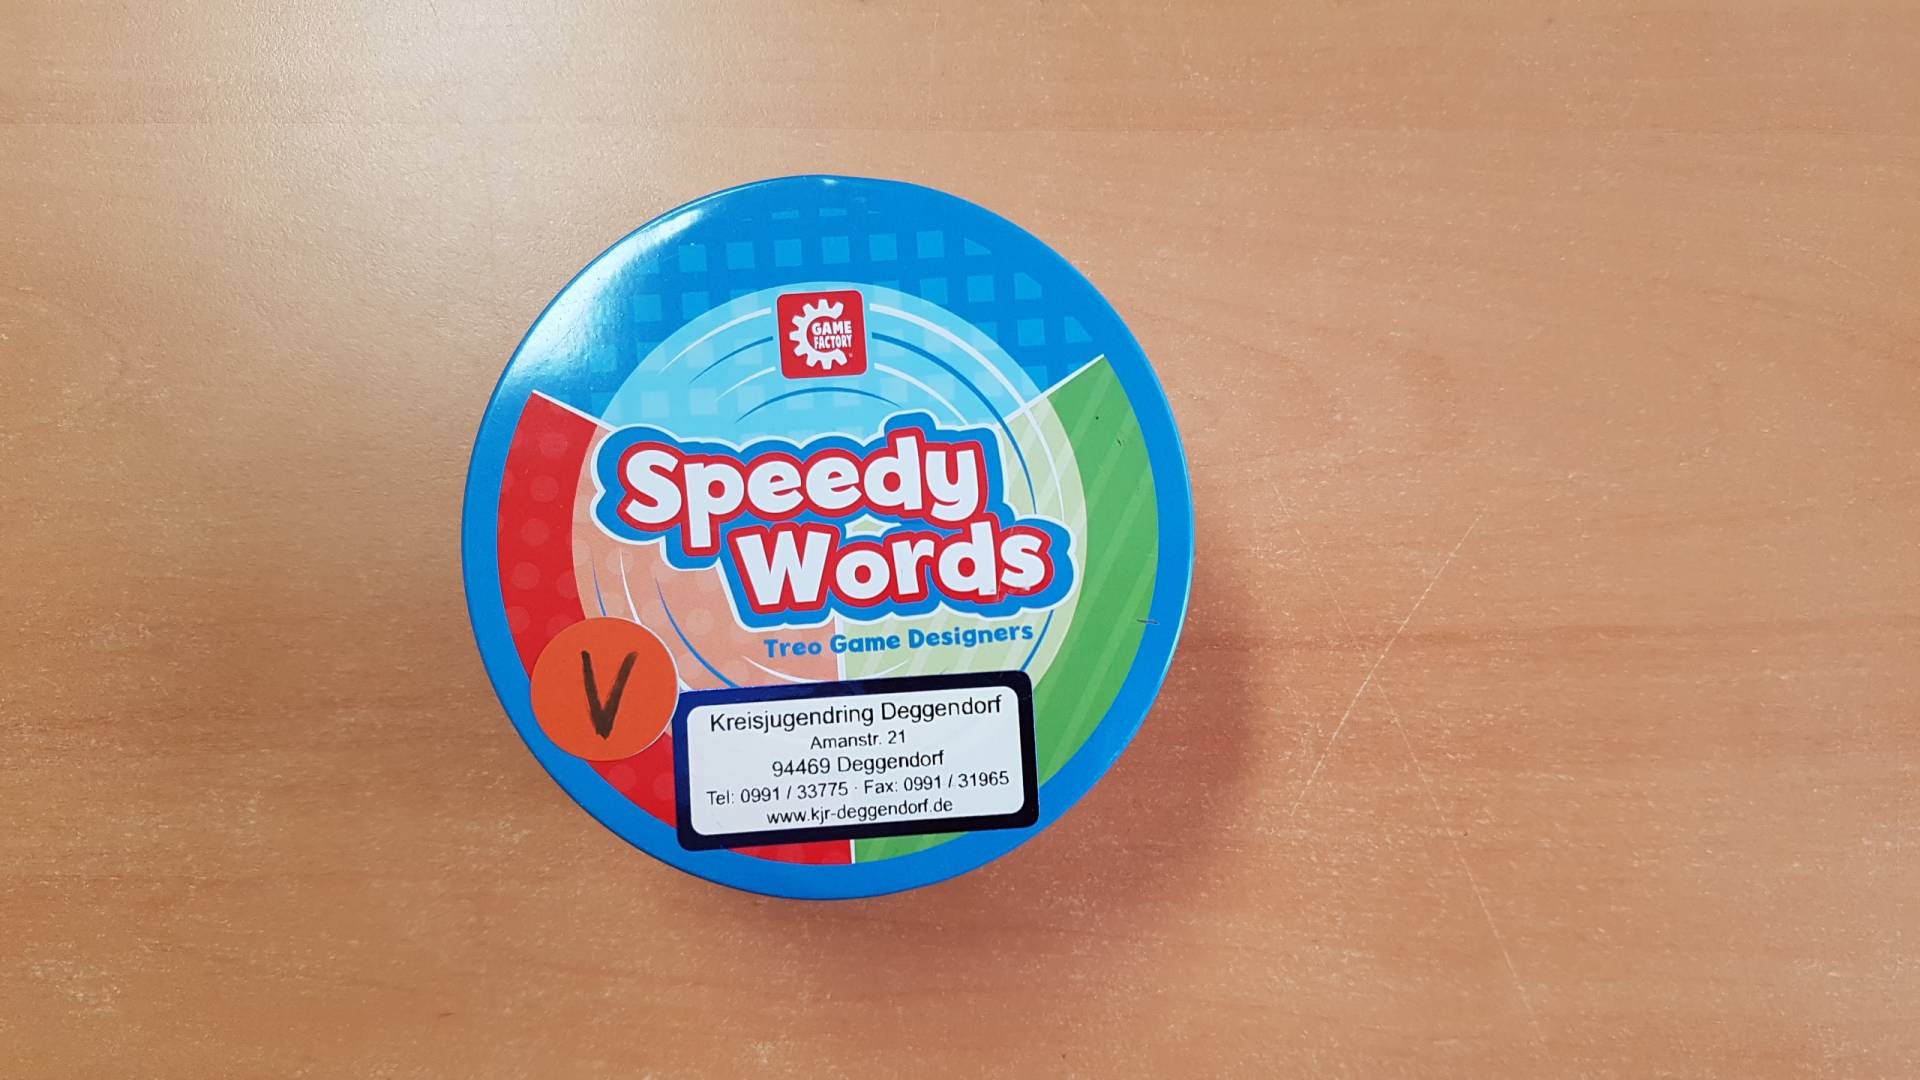 GAME
FACTORY
Speedy
Words
Treo Game Designers
V
Kreisjugendring Deggendorf
Amanstr. 21
94469 Deggendorf
Tel: 0991 / 33775 · Fax: 0991 / 31965
www.kjr-deggendorf.de